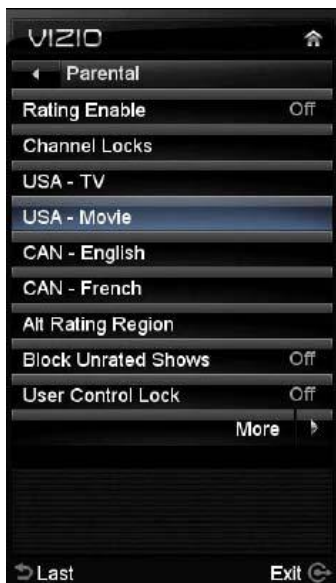 VIZIO
Parental
Rating Enable Off
Channel Locks
USA - TV
USA - Movie
CAN - English
CAN - French
Alt Rating Region
Block Unrated Shows Off
User Control Lock Off
More
Last Exit